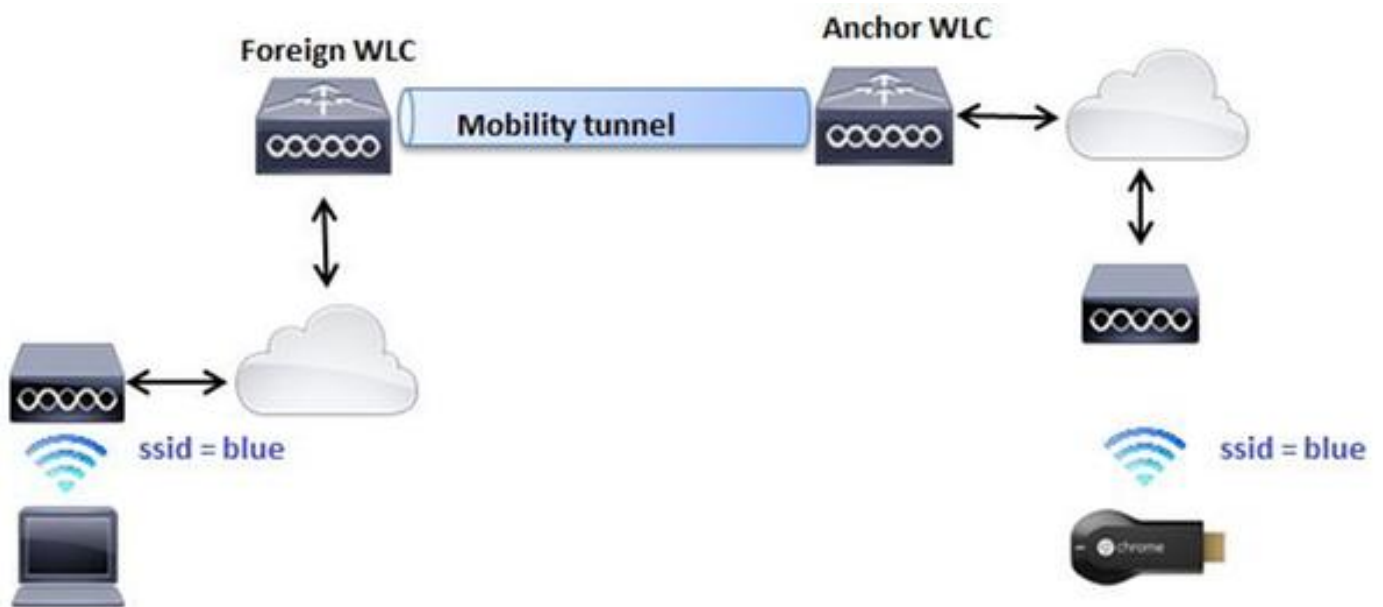 Foreign WLC
Anchor WLC
Mobility tunnel
ssid = blue
ssid = blue
chrome